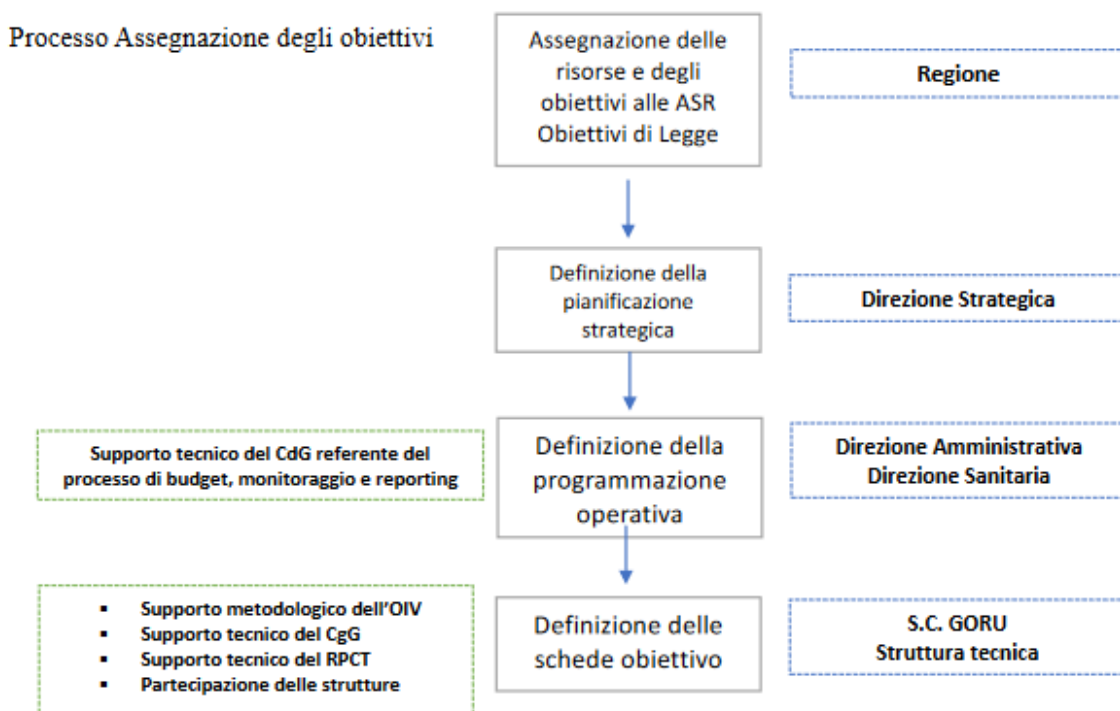 Processo Assegnazione degli obiettivi
Assegnazione delle
risorse e degli
obiettivi alle ASR
Obiettivi di Legge
Regione
Definizione della
pianificazione
strategica
Direzione Strategica
Supporto tecnico del CdG referente del
processo di budget, monitoraggio e reporting
Definizione della
programmazione
operativa
Direzione Amministrativa
Direzione Sanitaria
▪ Supporto metodologico dell'OIV
▪ Supporto tecnico del CgG
▪ Supporto tecnico del RPCT
▪ Partecipazione delle strutture
Definizione delle
schede obiettivo
S.C. GORU
Struttura tecnica